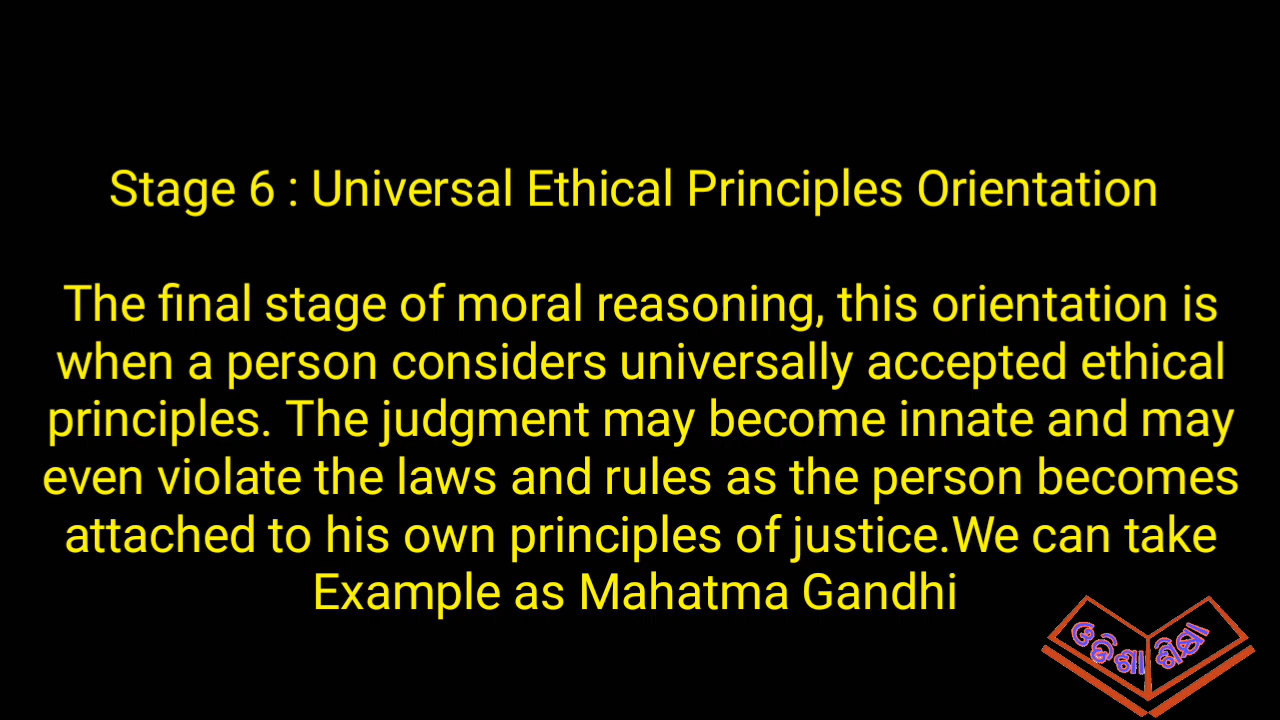 Stage 6 : Universal Ethical Principles Orientation
The final stage of moral reasoning, this orientation is
when a person considers universally accepted ethical
principles. The judgment may become innate and may
even violate the laws and rules as the person becomes
attached to his own principles of justice.We can take
Example as Mahatma Gandhi
ଓଡିଶା ଶିକ୍ଷା